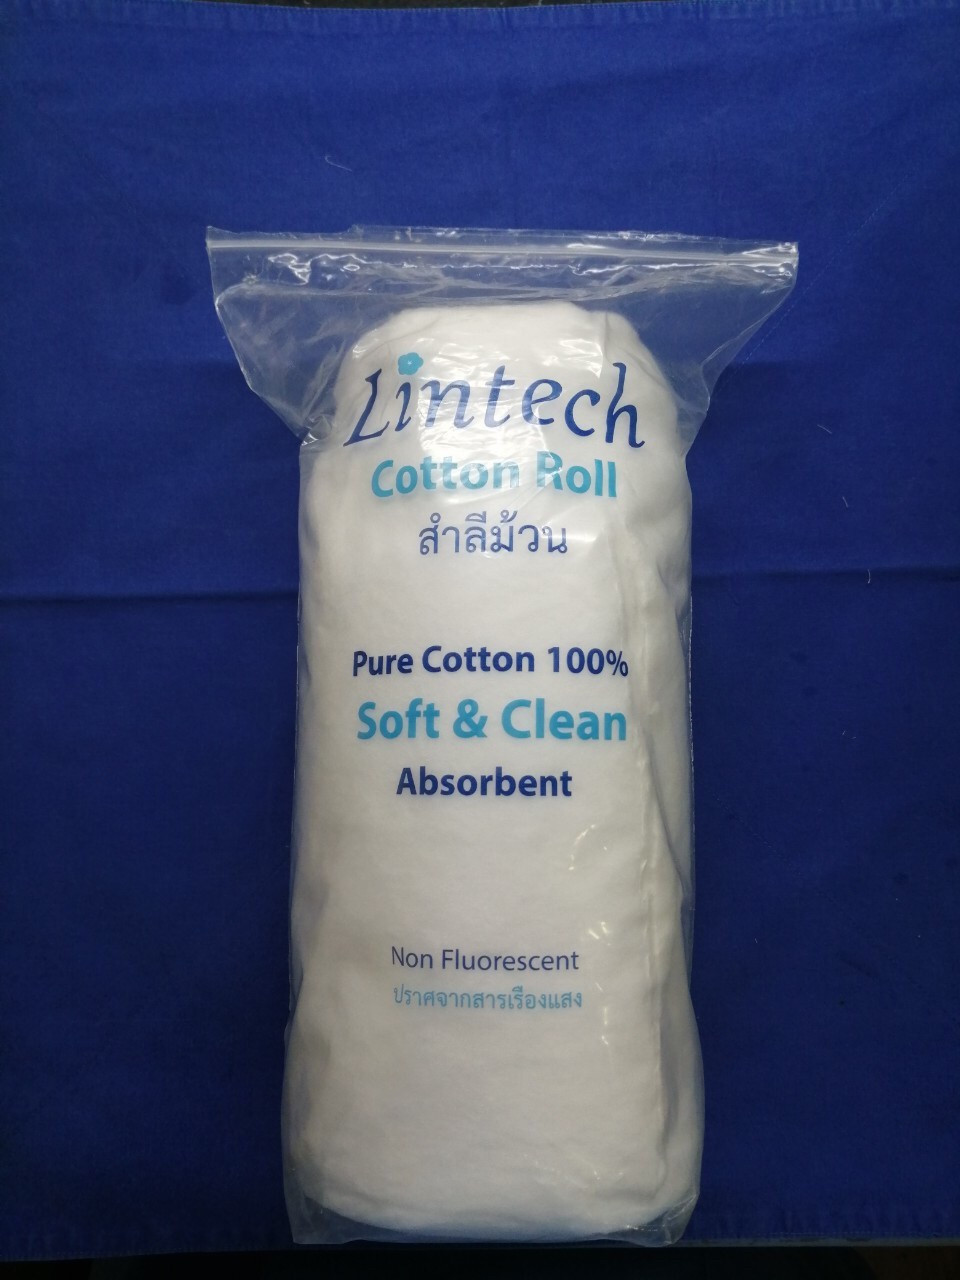 Lintech
Cotton Roll
สำลีม้วน
Pure Cotton 100%
Soft & Clean
Absorbent
Non Fluorescent
ปราศจากสารเรืองแสง